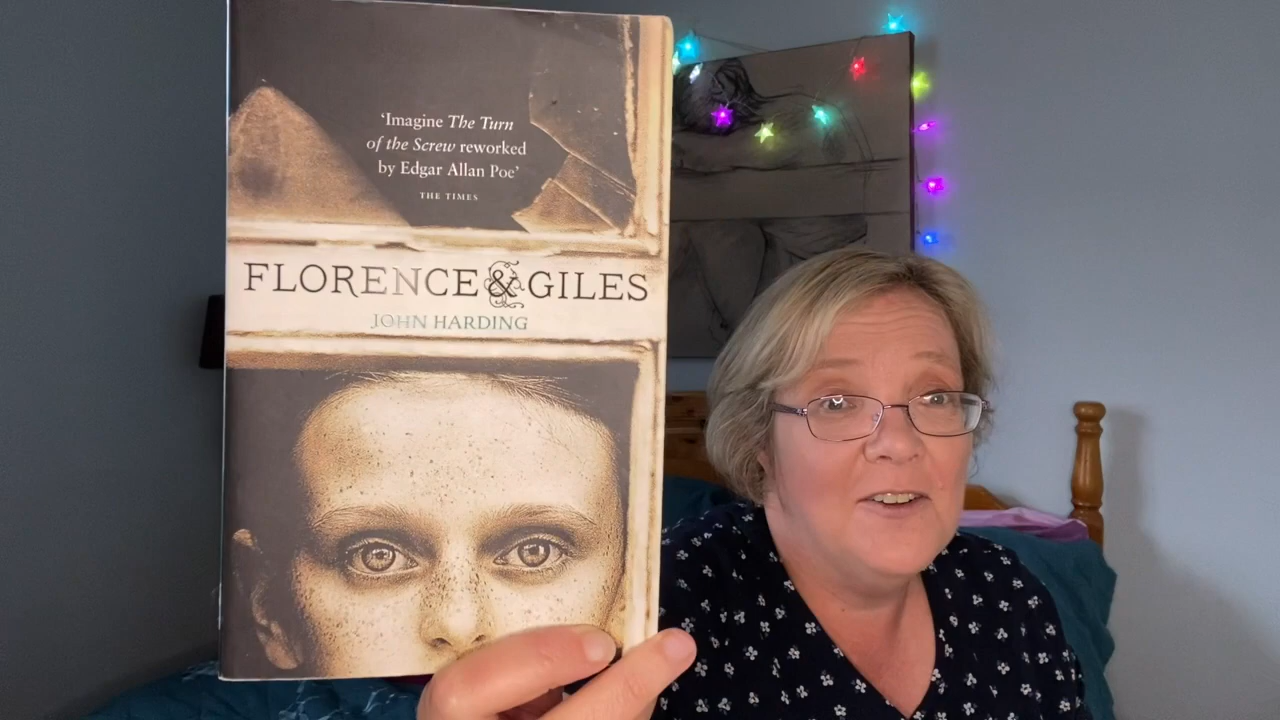 ‘Imagine The Turn
of the Screw reworked
by Edgar Allan Poe’
THE TIMES
FLORENCE & GILES
JOHN HARDING